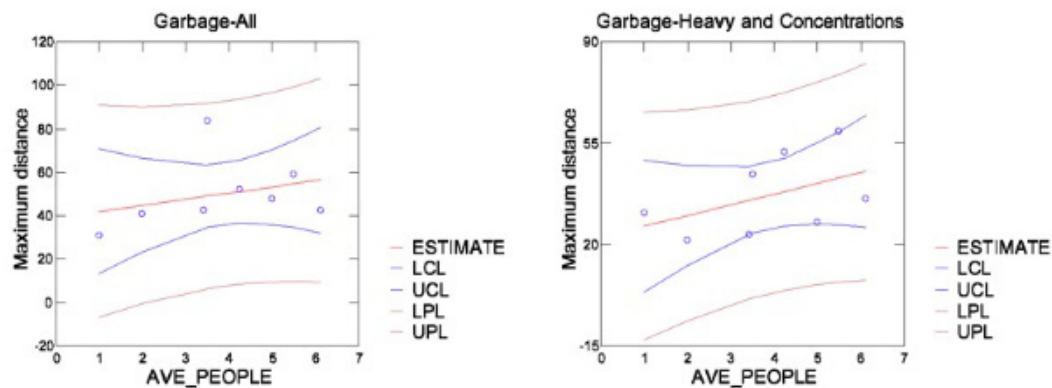 Garbage-All
Maximum distance
120
100
80
60
40
20
0
-20
0 1 2 3 4 5 6 7
AVE_PEOPLE
ESTIMATE
LCL
UCL
LPL
UPL
Garbage-Heavy and Concentrations
Maximum distance
90
55
20
-15
0 1 2 3 4 5 6 7
AVE_PEOPLE
ESTIMATE
LCL
UCL
LPL
UPL